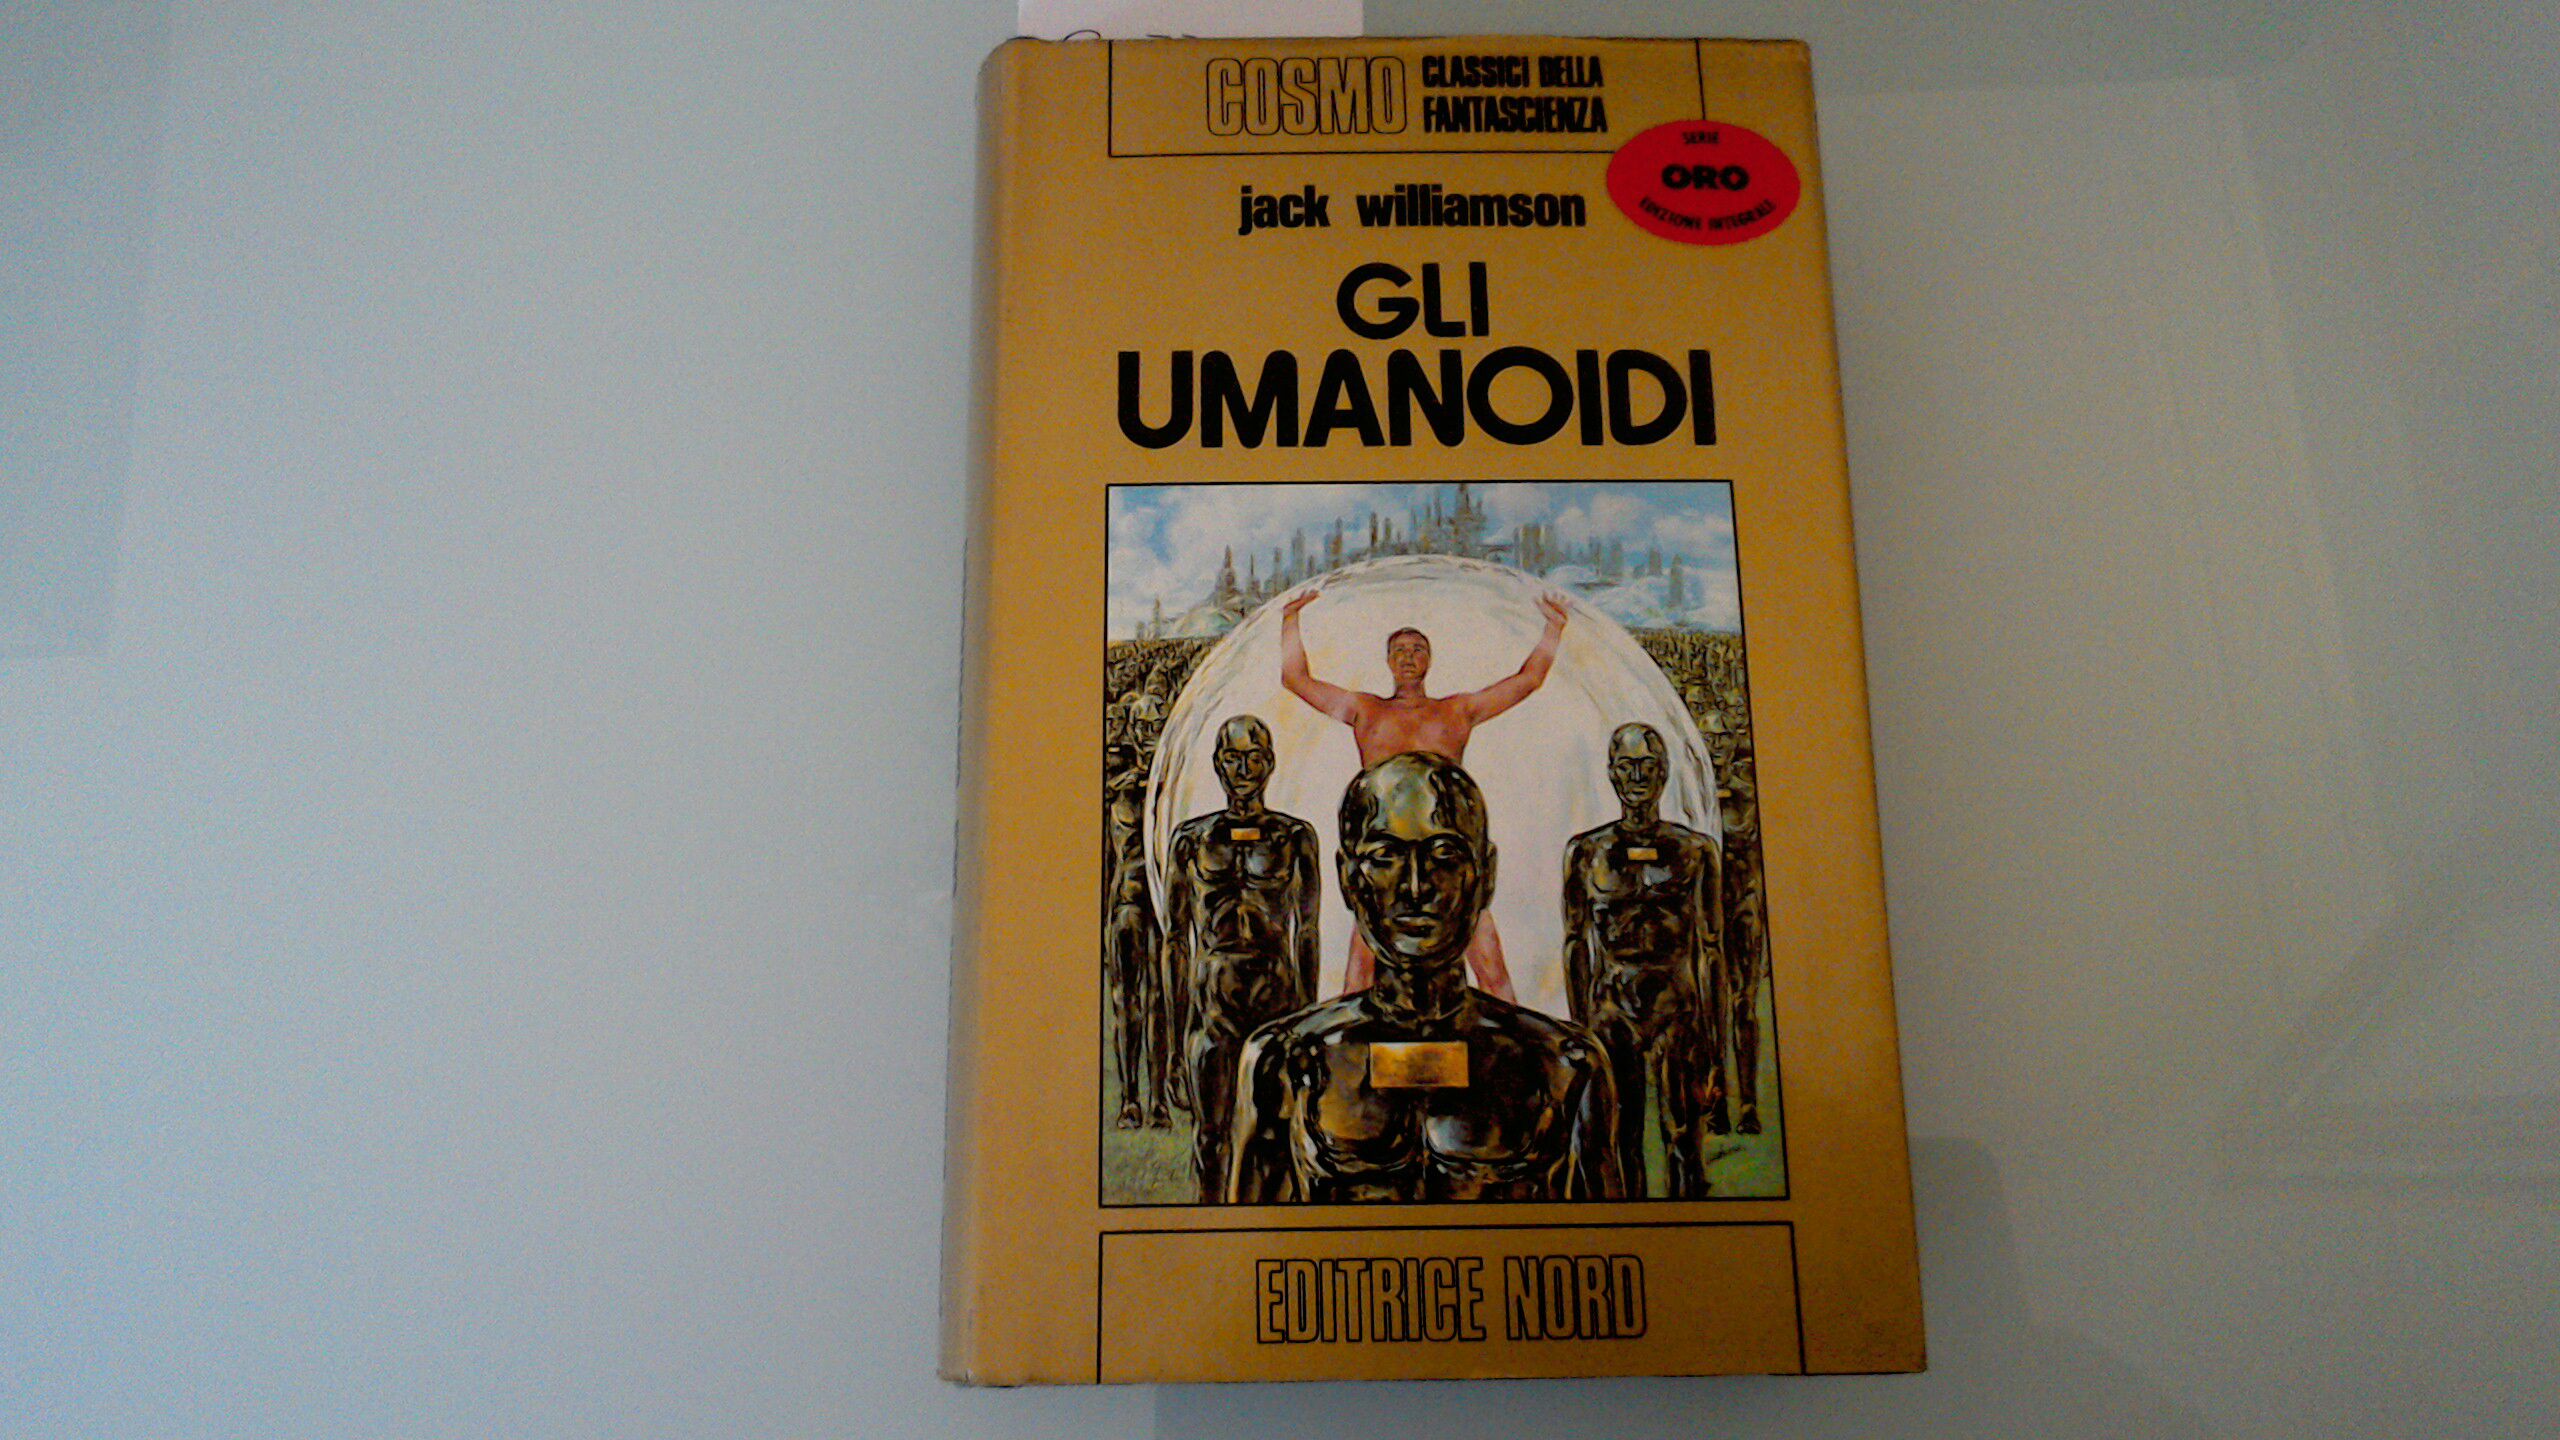 COSMO CLASSICI DELLA
FANTASCIENZA
SERIE
ORO
EDIZIONE INTEGRALE
jack williamson
GLI
UMANOIDI
EDITRICE NORD